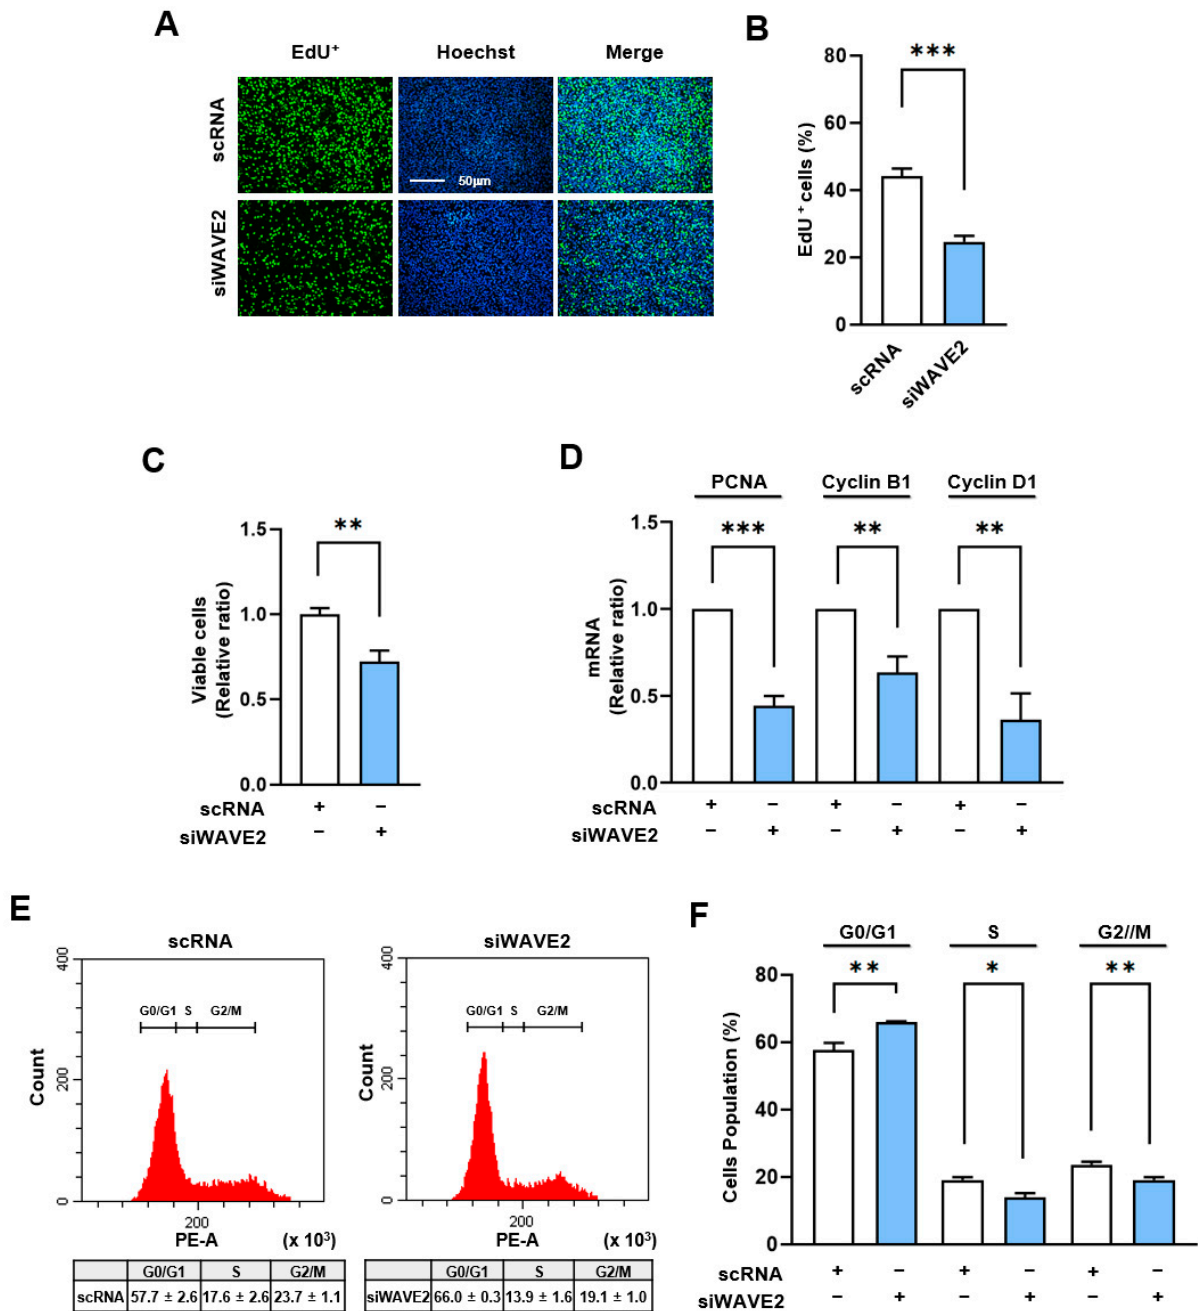 A
EdU⁺ Hoechst Merge
scRNA
50μm
siWAVE2
B
***
80
60
40
20
0
EdU ⁺ cells (%)
scRNA
siWAVE2
C
**
1.5
1.0
0.5
0.0
Viable cells
(Relative ratio)
scRNA + −
siWAVE2 − +
D
PCNA Cyclin B1 Cyclin D1
*** ** **
1.5
1.0
0.5
0.0
mRNA
(Relative ratio)
scRNA + − + − + −
siWAVE2 − + − + − +
E
scRNA
400
200
0
Count
G0/G1 S G2/M
200
PE-A (x 10³)
G0/G1 S G2/M
scRNA 57.7 ± 2.6 17.6 ± 2.6 23.7 ± 1.1
siWAVE2
400
200
0
Count
G0/G1 S G2/M
200
PE-A (x 10³)
G0/G1 S G2/M
siWAVE2 66.0 ± 0.3 13.9 ± 1.6 19.1 ± 1.0
F
G0/G1 S G2//M
** * **
80
60
40
20
0
Cells Population (%)
scRNA + − + − + −
siWAVE2 − + − + − +